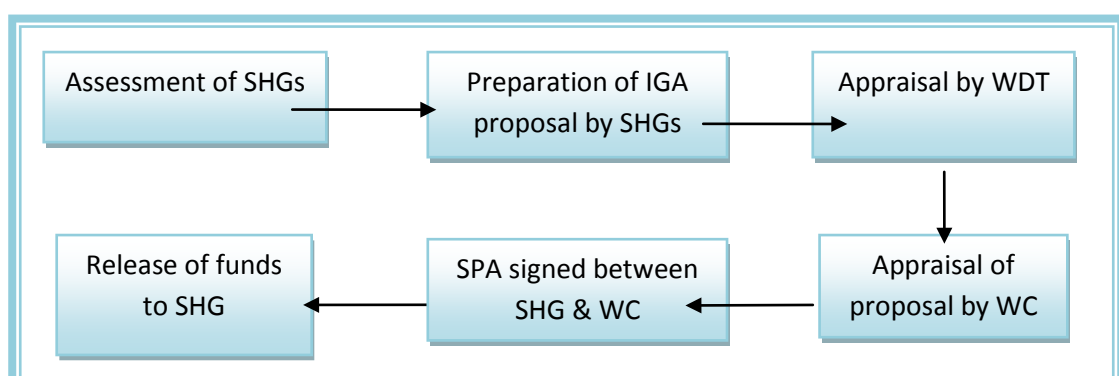 Assessment of SHGs
Preparation of IGA
proposal by SHGs
Appraisal by WDT
Appraisal of
proposal by WC
SPA signed between
SHG & WC
Release of funds
to SHG